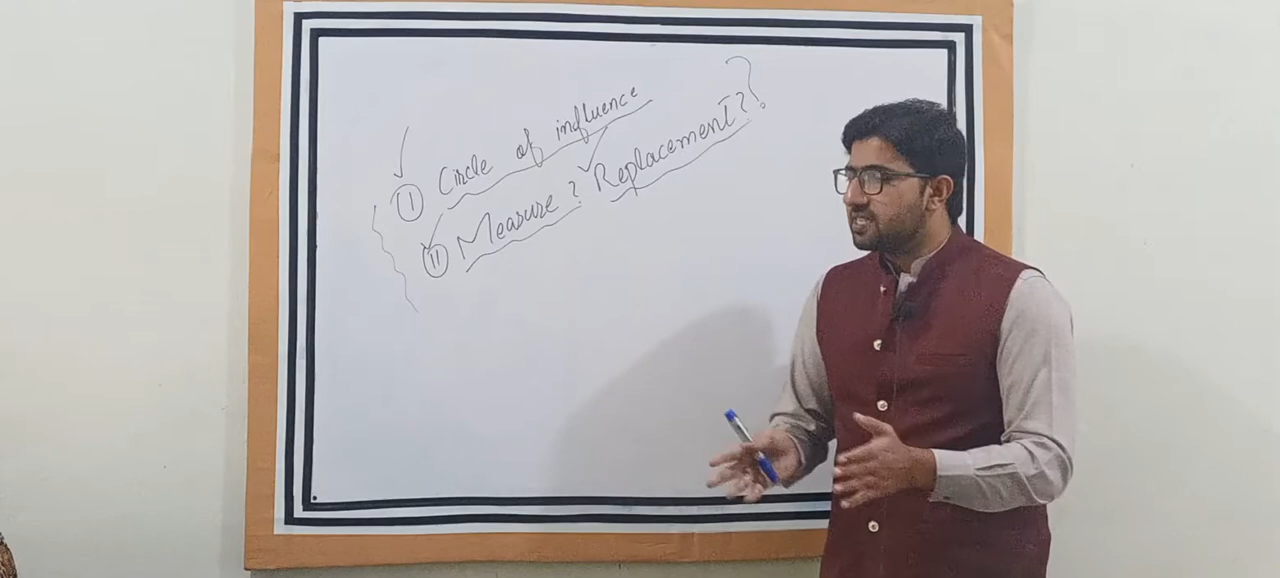 (I) Circle of influence
(II) Measure? Replacement??